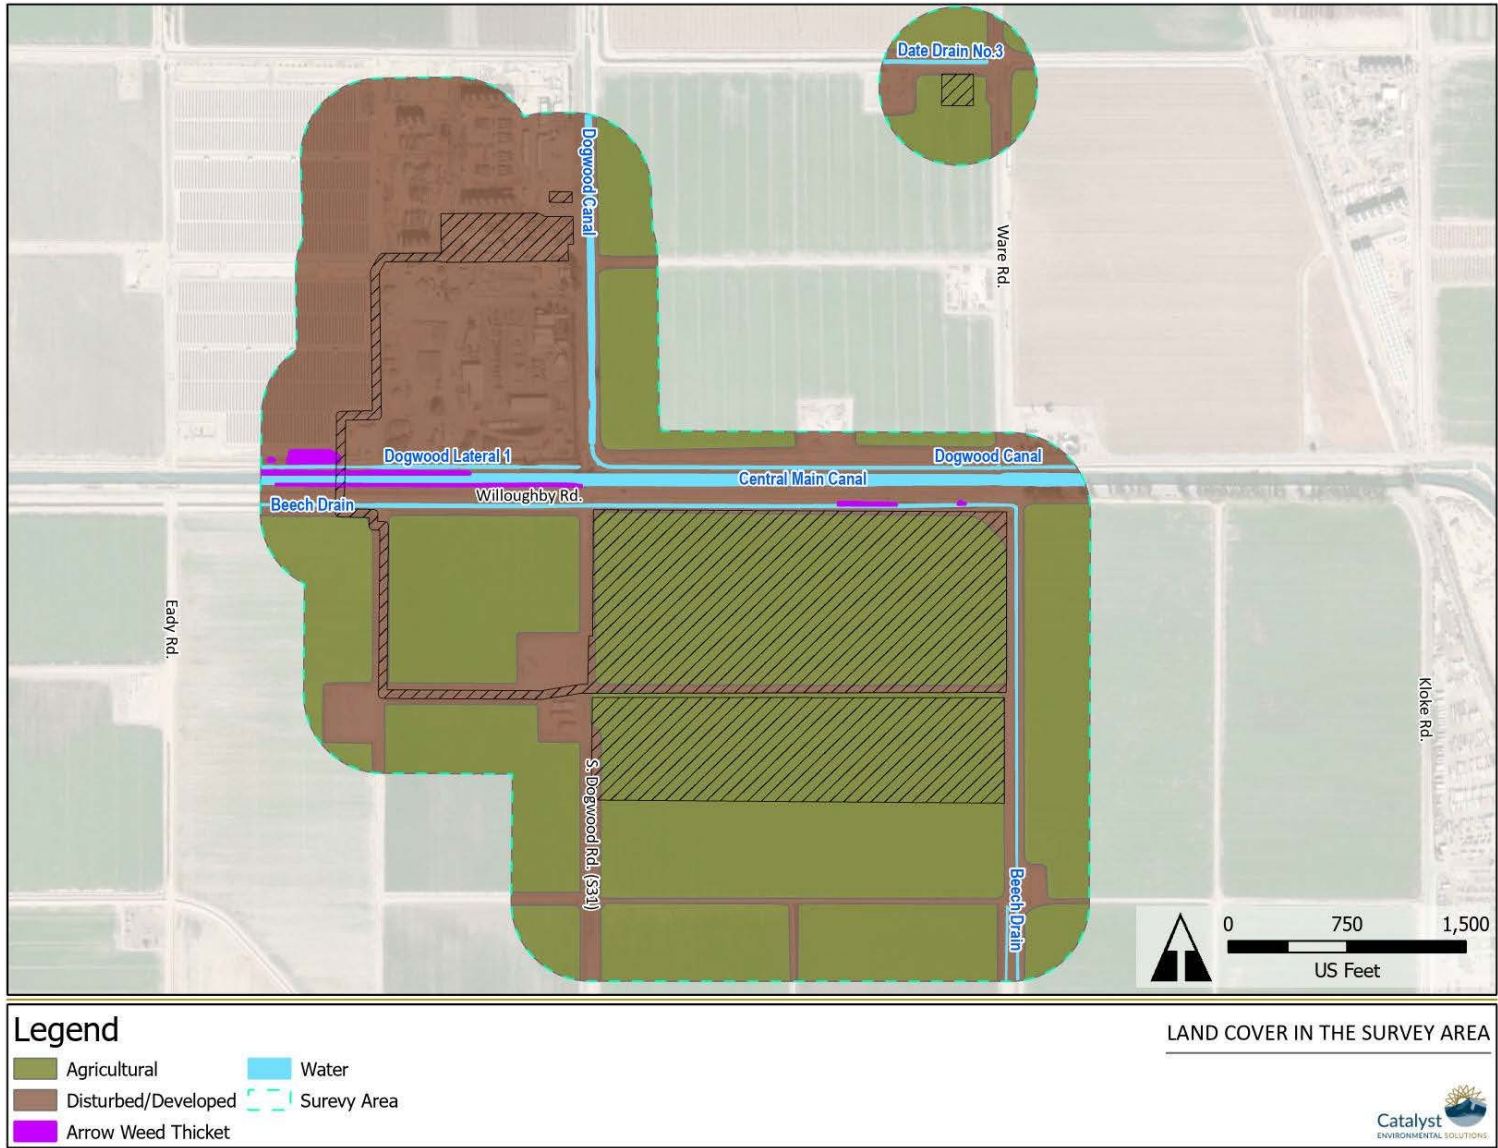 Date Drain No.3
Dogwood Canal
Ware Rd.
Dogwood Lateral 1
Dogwood Canal
Central Main Canal
Willoughby Rd.
Beech Drain
Eady Rd.
Kloke Rd.
S. Dogwood Rd. (S31)
Beech Drain
0 750 1,500
US Feet
Legend
LAND COVER IN THE SURVEY AREA
Agricultural
Water
Disturbed/Developed
Surevy Area
Arrow Weed Thicket
Catalyst
ENVIRONMENTAL SOLUTIONS